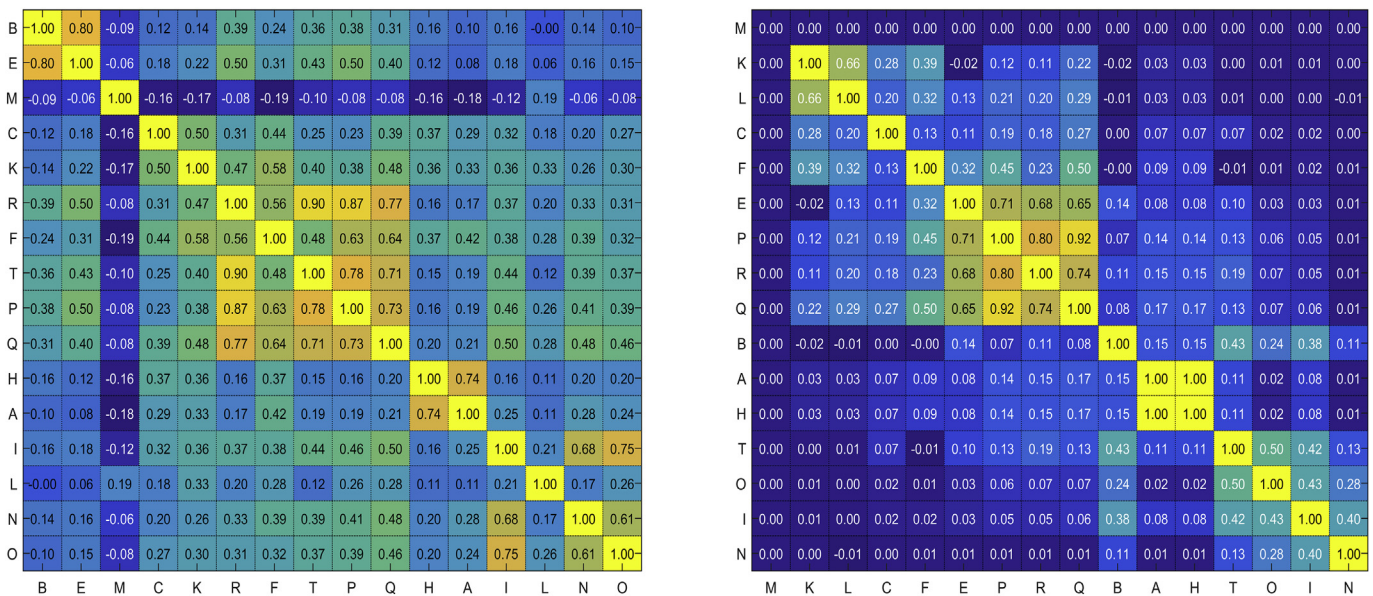 B 1.00 0.80 -0.09 0.12 0.14 0.39 0.24 0.36 0.38 0.31 0.16 0.10 0.16 -0.00 0.14 0.10
E 0.80 1.00 -0.06 0.18 0.22 0.50 0.31 0.43 0.50 0.40 0.12 0.08 0.18 0.06 0.16 0.15
M -0.09 -0.06 1.00 -0.16 -0.17 -0.08 -0.19 -0.10 -0.08 -0.08 -0.16 -0.18 -0.12 0.19 -0.06 -0.08
C 0.12 0.18 -0.16 1.00 0.50 0.31 0.44 0.25 0.23 0.39 0.37 0.29 0.32 0.18 0.20 0.27
K 0.14 0.22 -0.17 0.50 1.00 0.47 0.58 0.40 0.38 0.48 0.36 0.33 0.36 0.33 0.26 0.30
R 0.39 0.50 -0.08 0.31 0.47 1.00 0.56 0.90 0.87 0.77 0.16 0.17 0.37 0.20 0.33 0.31
F 0.24 0.31 -0.19 0.44 0.58 0.56 1.00 0.48 0.63 0.64 0.37 0.42 0.38 0.28 0.39 0.32
T 0.36 0.43 -0.10 0.25 0.40 0.90 0.48 1.00 0.78 0.71 0.15 0.19 0.44 0.12 0.39 0.37
P 0.38 0.50 -0.08 0.23 0.38 0.87 0.63 0.78 1.00 0.73 0.16 0.19 0.46 0.26 0.41 0.39
Q 0.31 0.40 -0.08 0.39 0.48 0.77 0.64 0.71 0.73 1.00 0.20 0.21 0.50 0.28 0.48 0.46
H 0.16 0.12 -0.16 0.37 0.36 0.16 0.37 0.15 0.16 0.20 1.00 0.74 0.16 0.11 0.20 0.20
A 0.10 0.08 -0.18 0.29 0.33 0.17 0.42 0.19 0.19 0.21 0.74 1.00 0.25 0.11 0.28 0.24
I 0.16 0.18 -0.12 0.32 0.36 0.37 0.38 0.44 0.46 0.50 0.16 0.25 1.00 0.21 0.68 0.75
L -0.00 0.06 0.19 0.18 0.33 0.20 0.28 0.12 0.26 0.28 0.11 0.11 0.21 1.00 0.17 0.26
N 0.14 0.16 -0.06 0.20 0.26 0.33 0.39 0.39 0.41 0.48 0.20 0.28 0.68 0.17 1.00 0.61
O 0.10 0.15 -0.08 0.27 0.30 0.31 0.32 0.37 0.39 0.46 0.20 0.24 0.75 0.26 0.61 1.00
B E M C K R F T P Q H A I L N O
M 0.00 0.00 0.00 0.00 0.00 0.00 0.00 0.00 0.00 0.00 0.00 0.00 0.00 0.00 0.00 0.00
K 0.00 1.00 0.66 0.28 0.39 -0.02 0.12 0.11 0.22 -0.02 0.03 0.03 0.00 0.01 0.01 0.00
L 0.00 0.66 1.00 0.20 0.32 0.13 0.21 0.20 0.29 -0.01 0.03 0.03 0.01 0.00 0.00 -0.01
C 0.00 0.28 0.20 1.00 0.13 0.11 0.19 0.18 0.27 0.00 0.07 0.07 0.07 0.02 0.02 0.00
F 0.00 0.39 0.32 0.13 1.00 0.32 0.45 0.23 0.50 -0.00 0.09 0.09 -0.01 0.01 0.02 0.01
E 0.00 -0.02 0.13 0.11 0.32 1.00 0.71 0.68 0.65 0.14 0.08 0.08 0.10 0.03 0.03 0.01
P 0.00 0.12 0.21 0.19 0.45 0.71 1.00 0.80 0.92 0.07 0.14 0.14 0.13 0.06 0.05 0.01
R 0.00 0.11 0.20 0.18 0.23 0.68 0.80 1.00 0.74 0.11 0.15 0.15 0.19 0.07 0.05 0.01
Q 0.00 0.22 0.29 0.27 0.50 0.65 0.92 0.74 1.00 0.08 0.17 0.17 0.13 0.07 0.06 0.01
B 0.00 -0.02 -0.01 0.00 -0.00 0.14 0.07 0.11 0.08 1.00 0.15 0.15 0.43 0.24 0.38 0.11
A 0.00 0.03 0.03 0.07 0.09 0.08 0.14 0.15 0.17 0.15 1.00 1.00 0.11 0.02 0.08 0.01
H 0.00 0.03 0.03 0.07 0.09 0.08 0.14 0.15 0.17 0.15 1.00 1.00 0.11 0.02 0.08 0.01
T 0.00 0.00 0.01 0.07 -0.01 0.10 0.13 0.19 0.13 0.43 0.11 0.11 1.00 0.50 0.42 0.13
O 0.00 0.01 0.00 0.02 0.01 0.03 0.06 0.07 0.07 0.24 0.02 0.02 0.50 1.00 0.43 0.28
I 0.00 0.01 0.00 0.02 0.02 0.03 0.05 0.05 0.06 0.38 0.08 0.08 0.42 0.43 1.00 0.40
N 0.00 0.00 -0.01 0.00 0.01 0.01 0.01 0.01 0.01 0.11 0.01 0.01 0.13 0.28 0.40 1.00
M K L C F E P R Q B A H T O I N